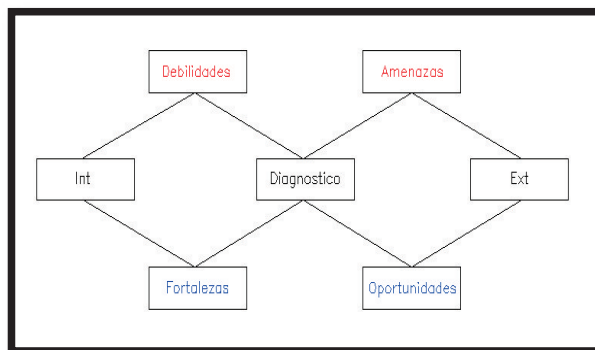 Debilidades
Amenazas
Int
Diagnostico
Ext
Fortalezas
Oportunidades